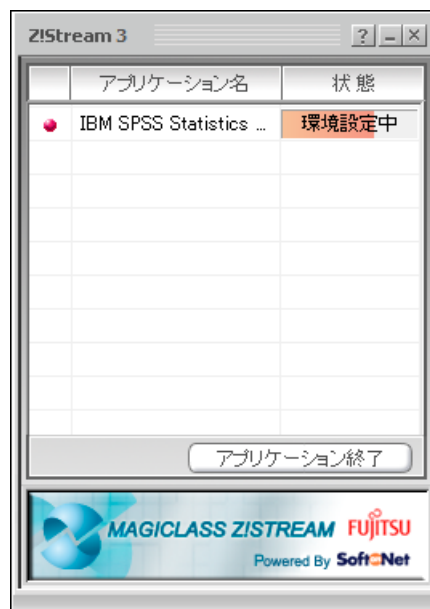 Z!Stream 3
アプリケーション名 状態
IBM SPSS Statistics ... 環境設定中
アプリケーション終了
MAGICLASS Z!STREAM FUJITSU
Powered By SoftNet